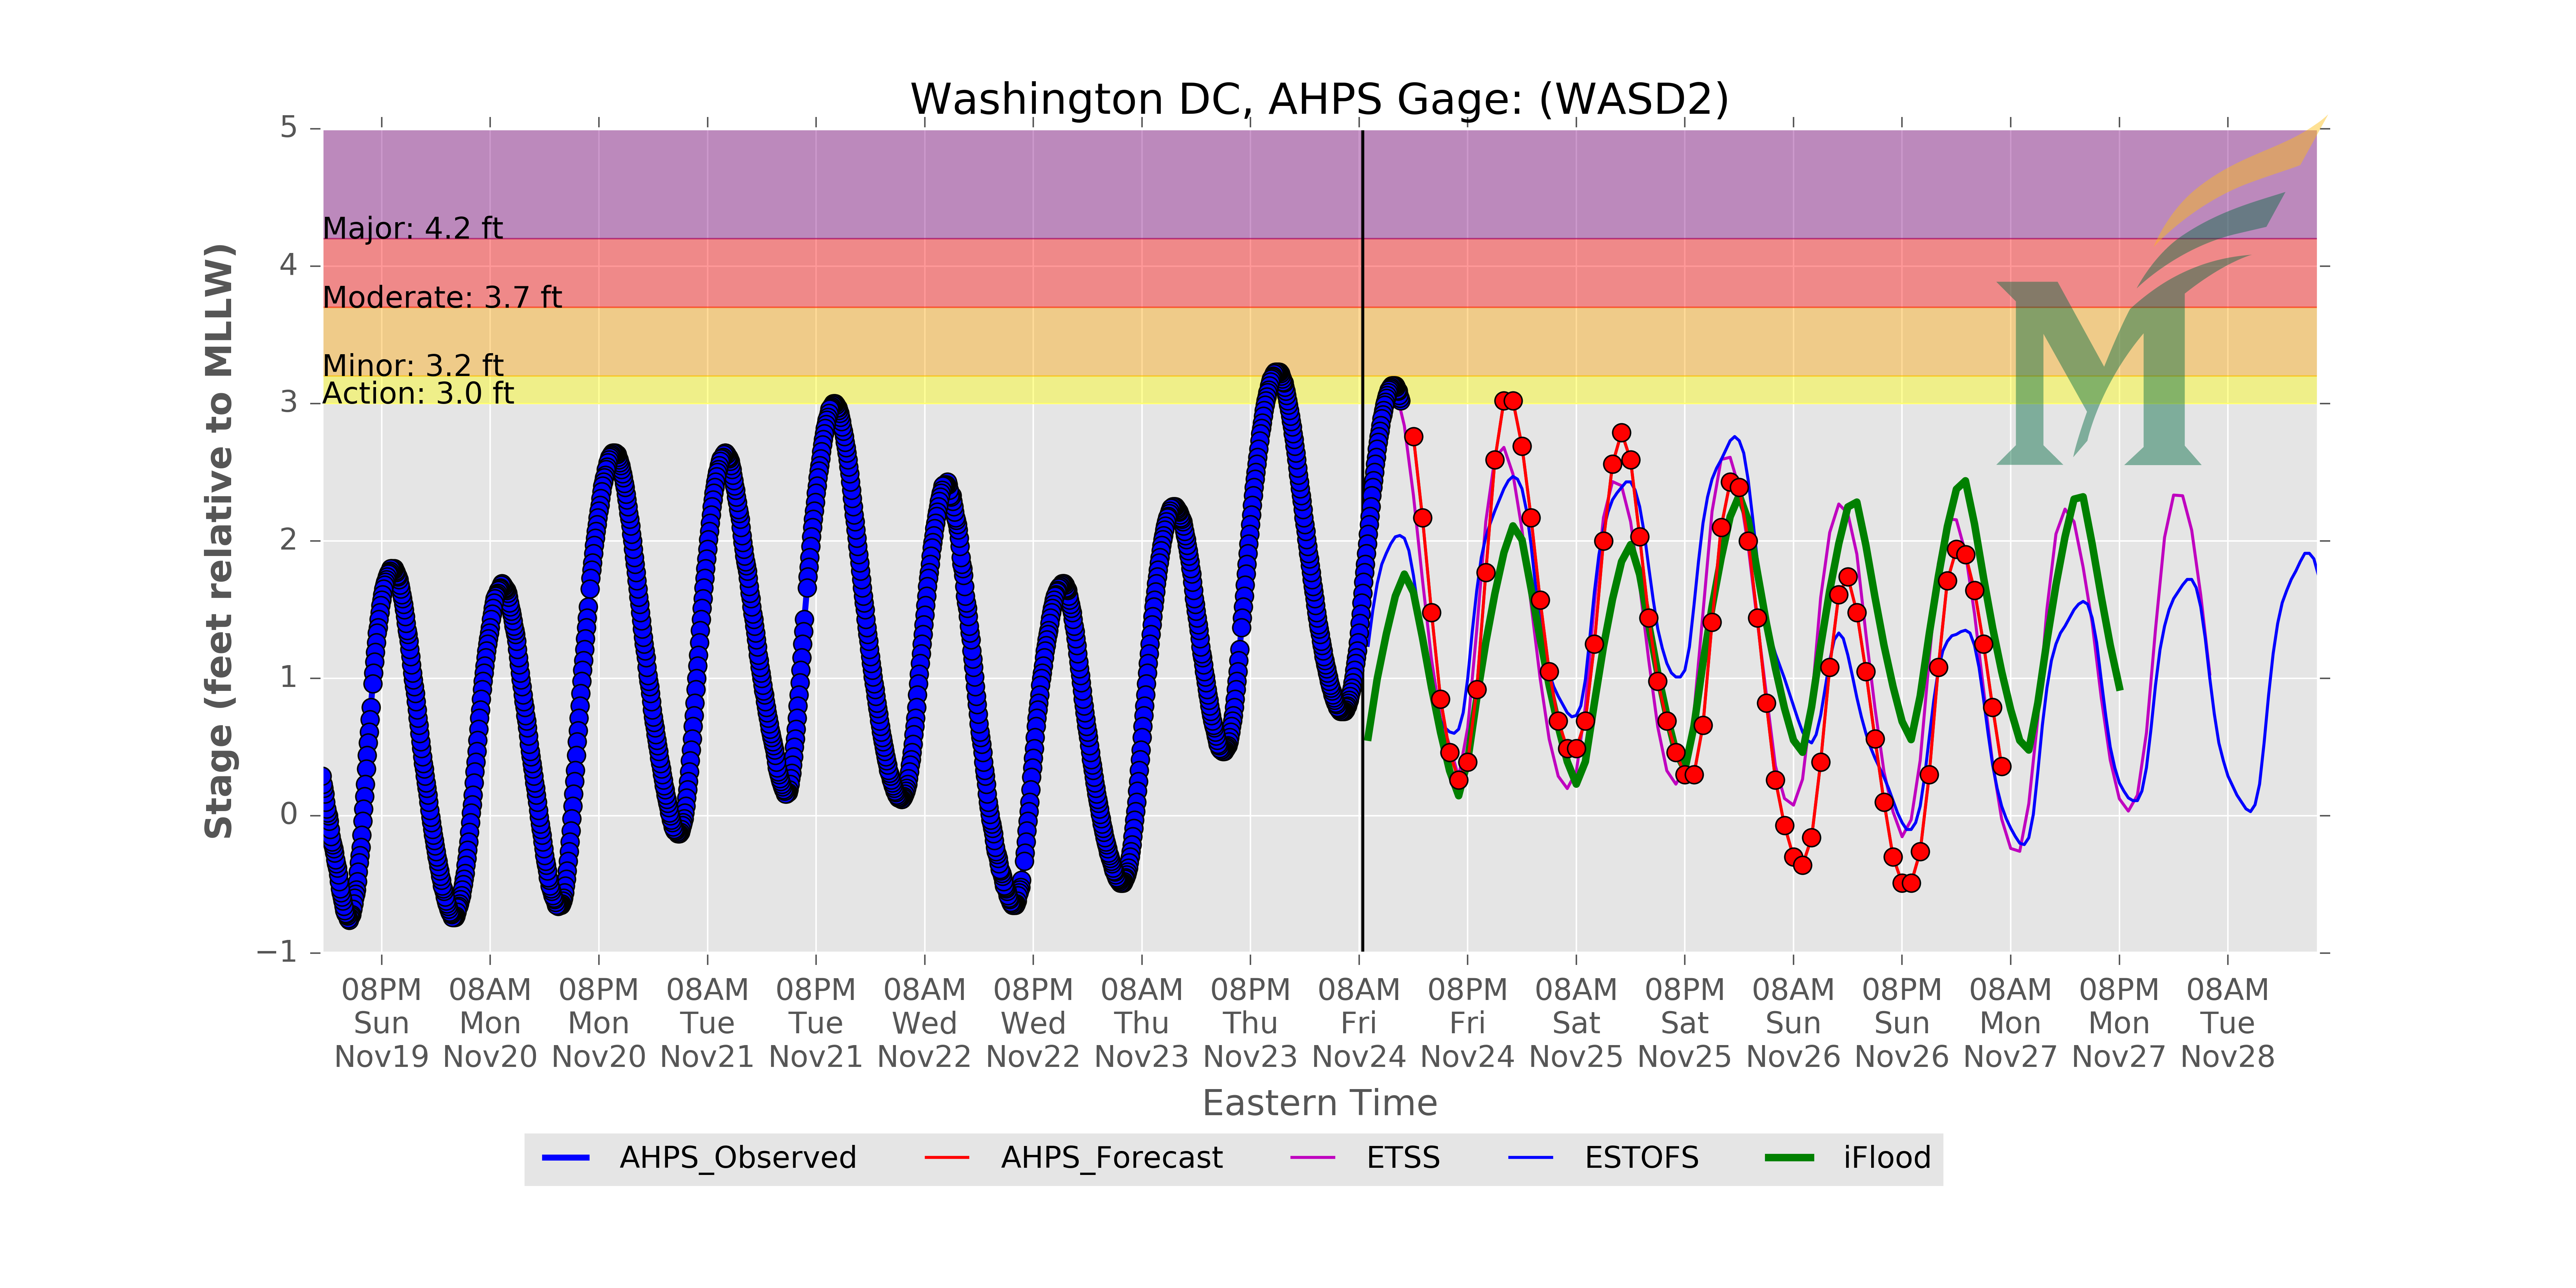 Washington DC, AHPS Gage: (WASD2)
5
Major: 4.2 ft
4
Moderate: 3.7 ft
Minor: 3.2 ft
Action: 3.0 ft
3
2
1
0
−1
Stage (feet relative to MLLW)
08PM 08AM 08PM 08AM 08PM 08AM 08PM 08AM 08PM 08AM 08PM 08AM 08PM 08AM 08PM 08AM 08PM 08AM
Sun Mon Mon Tue Tue Wed Wed Thu Thu Fri Fri Sat Sat Sun Sun Mon Mon Tue
Nov19 Nov20 Nov20 Nov21 Nov21 Nov22 Nov22 Nov23 Nov23 Nov24 Nov24 Nov25 Nov25 Nov26 Nov26 Nov27 Nov27 Nov28
Eastern Time
AHPS_Observed AHPS_Forecast ETSS ESTOFS iFlood
M